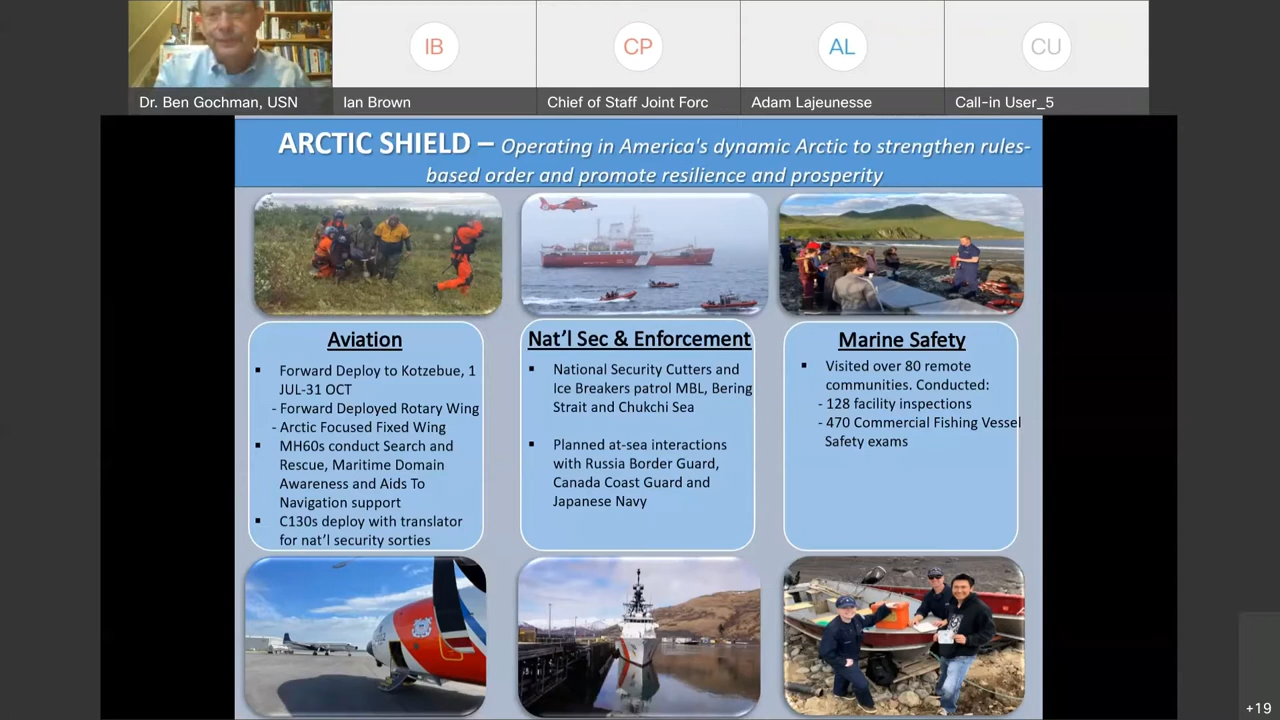 IB
CP
AL
CU
Dr. Ben Gochman, USN
Ian Brown
Chief of Staff Joint Forc
Adam Lajeunesse
Call-in User_5
ARCTIC SHIELD – Operating in America's dynamic Arctic to strengthen rules-
based order and promote resilience and prosperity
Aviation
▪ Forward Deploy to Kotzebue, 1
JUL-31 OCT
- Forward Deployed Rotary Wing
- Arctic Focused Fixed Wing
▪ MH60s conduct Search and
Rescue, Maritime Domain
Awareness and Aids To
Navigation support
▪ C130s deploy with translator
for nat'l security sorties
Nat'l Sec & Enforcement
▪ National Security Cutters and
Ice Breakers patrol MBL, Bering
Strait and Chukchi Sea
▪ Planned at-sea interactions
with Russia Border Guard,
Canada Coast Guard and
Japanese Navy
Marine Safety
▪ Visited over 80 remote
communities. Conducted:
- 128 facility inspections
- 470 Commercial Fishing Vessel
Safety exams
+19